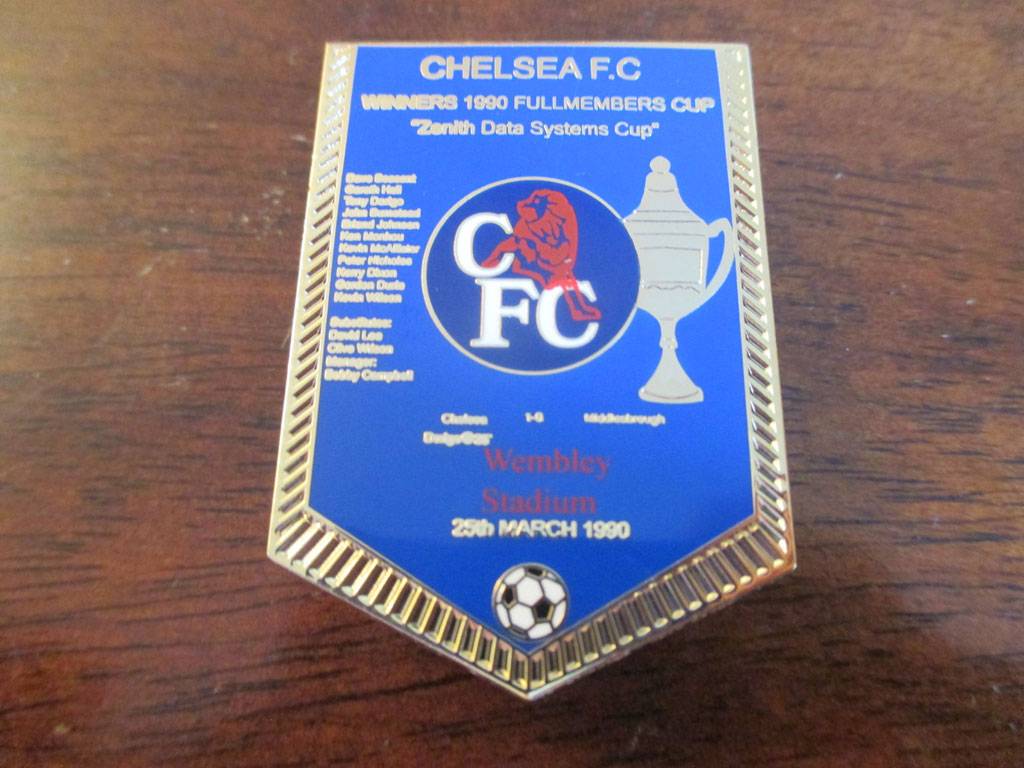 CHELSEA F.C
WINNERS 1990 FULLMEMBERS CUP
"Zenith Data Systems Cup"
Dave Beasant
Gareth Hall
Tony Dorigo
John Bumstead
Erland Johnsen
Ken Monkou
Kevin McAllister
Peter Nicholas
Kerry Dixon
Gordon Durie
Kevin Wilson
Substitutes:
David Lee
Clive Wilson
Manager:
Bobby Campbell
CFC
Chelsea 1-0 Middlesbrough
Wembley
Stadium
25th MARCH 1990